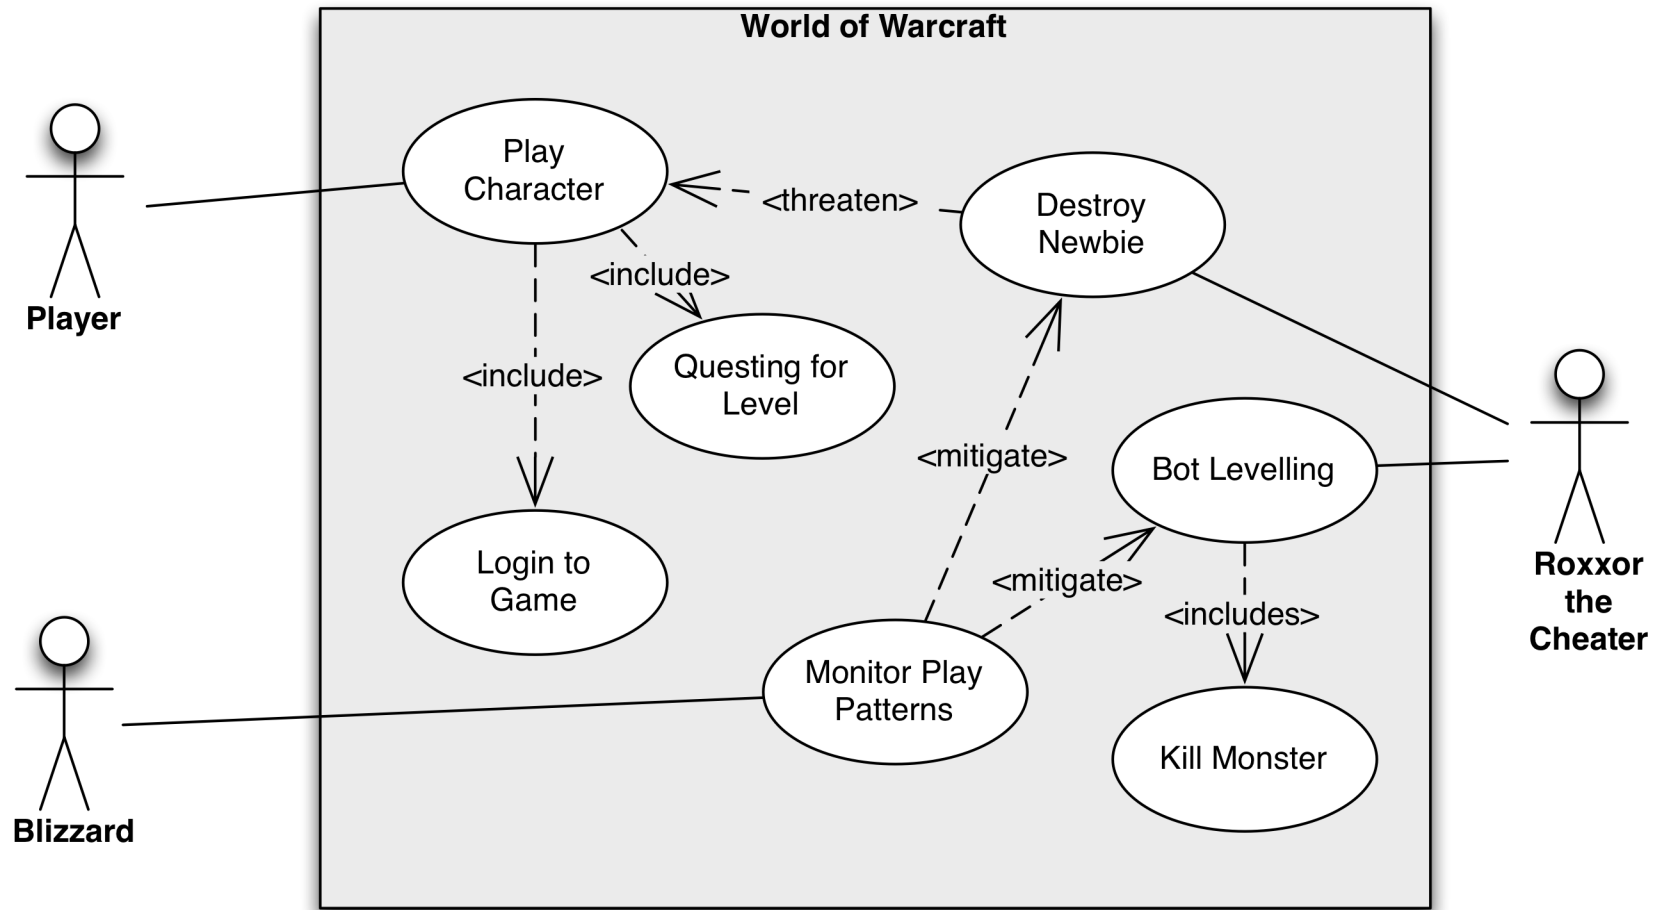 World of Warcraft
Play
Character
<threaten>
Destroy
Newbie
Player
<include>
<include>
Questing for
Level
<mitigate>
Bot Levelling
Login to
Game
<mitigate>
<includes>
Roxxor
the
Cheater
Monitor Play
Patterns
Kill Monster
Blizzard